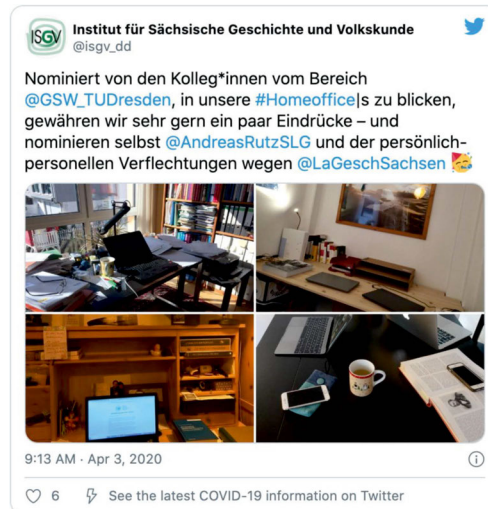 ISGV
Institut für Sächsische Geschichte und Volkskunde
@isgv_dd
Nominiert von den Kolleg*innen vom Bereich
@GSW_TUDresden, in unsere #Homeoffice|s zu blicken,
gewähren wir sehr gern ein paar Eindrücke – und
nominieren selbst @AndreasRutzSLG und der persönlich-
personellen Verflechtungen wegen @LaGeschSachsen
9:13 AM · Apr 3, 2020
6
See the latest COVID-19 information on Twitter